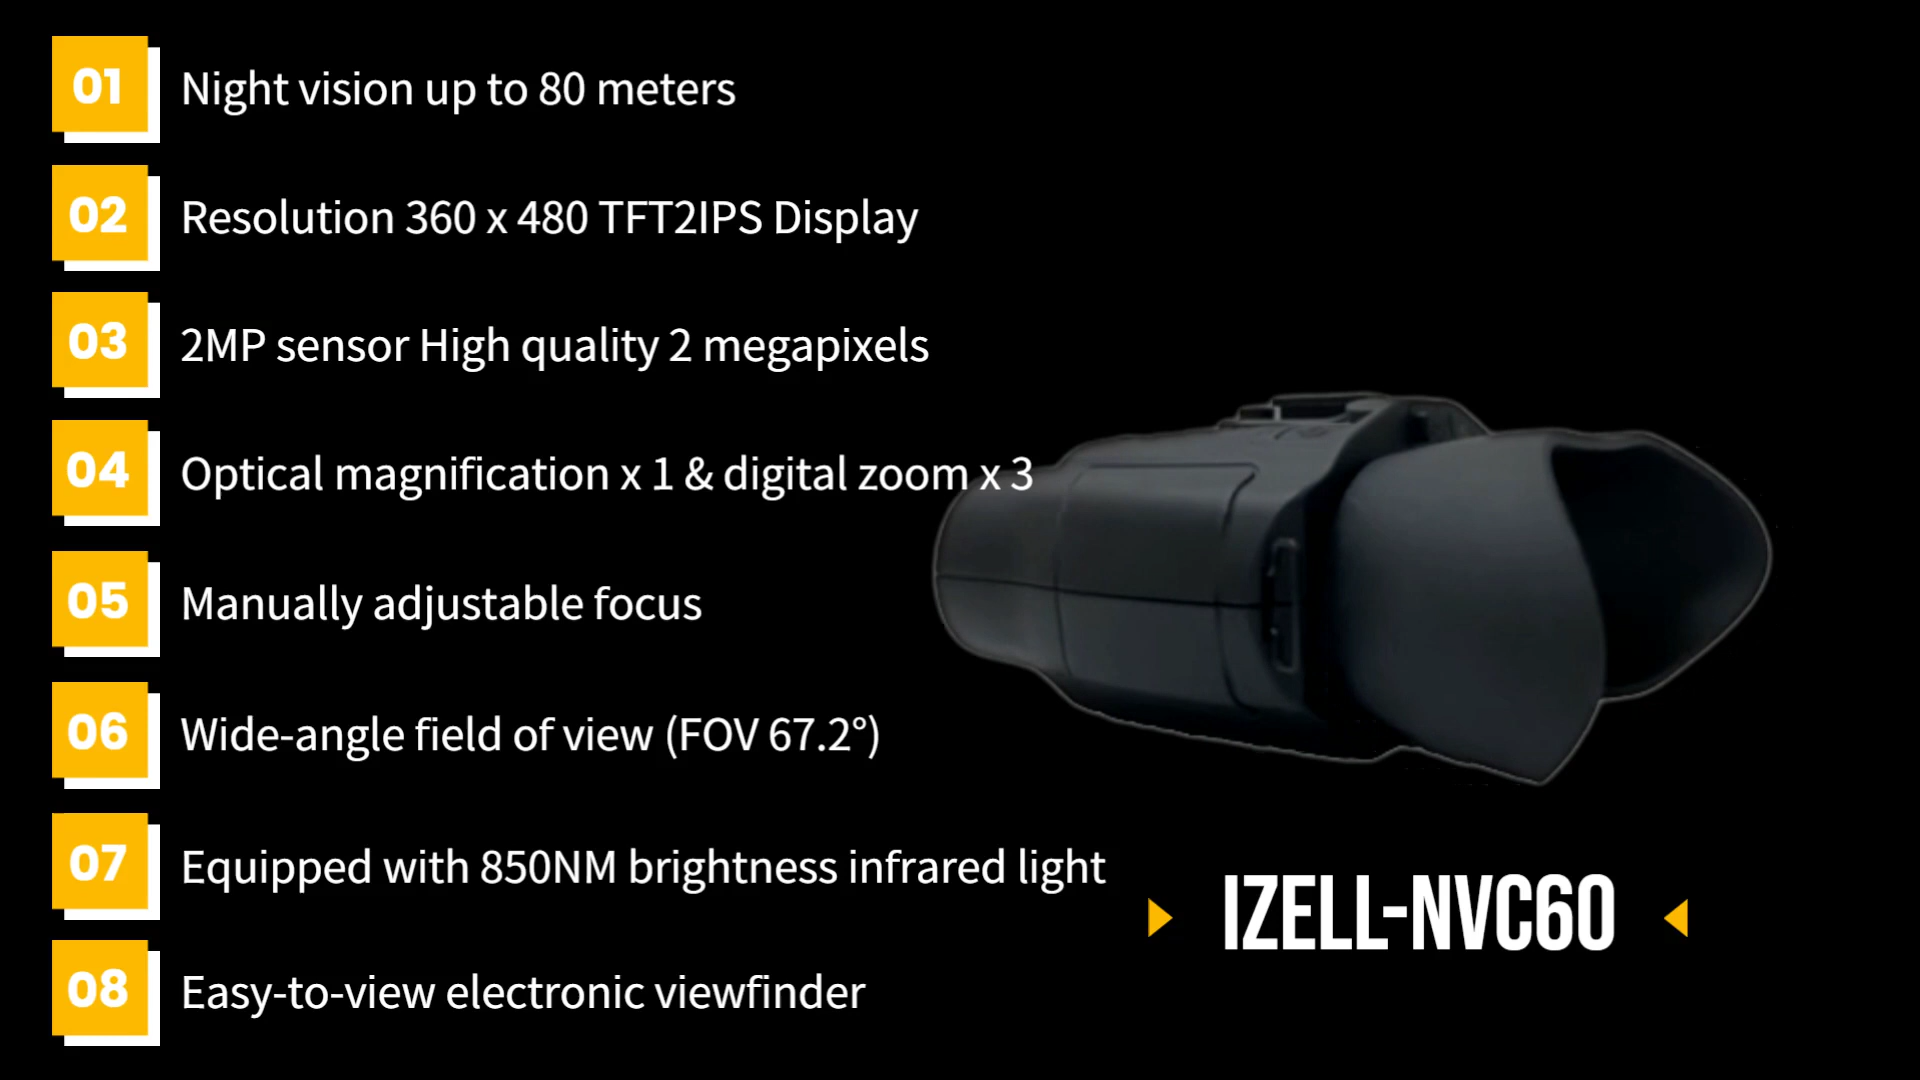 01 Night vision up to 80 meters
02 Resolution 360 x 480 TFT2IPS Display
03 2MP sensor High quality 2 megapixels
04 Optical magnification x 1 & digital zoom x 3
05 Manually adjustable focus
06 Wide-angle field of view (FOV 67.2°)
07 Equipped with 850NM brightness infrared light
IZELL-NVC60
08 Easy-to-view electronic viewfinder